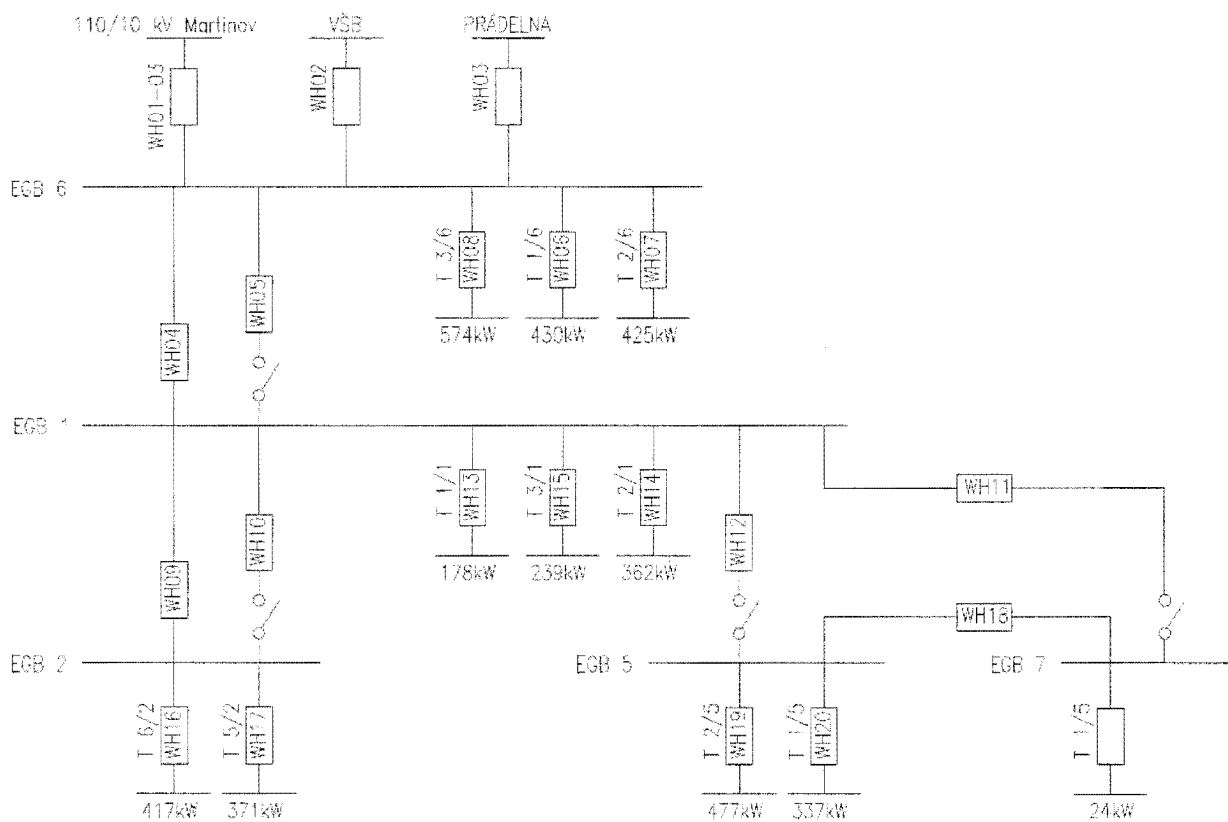 110/10 kV Martinov VŠB PRÁDELNA
WH01-03 WH02 WH03
EGB 6
T 3/6 WH08 T 1/6 WH06 T 2/6 WH07
WH05
574kW 430kW 425kW
WH04
EGB 1
T 1/1 WH13 T 3/1 WH15 T 2/1 WH14
WH11
WH10 WH12
178kW 239kW 362kW
WH09
WH18
EGB 2 EGB 5 EGB 7
T 6/2 WH16 T 5/2 WH17 T 2/5 WH19 T 1/5 WH20 T 1/5
417kW 371kW 477kW 337kW 24kW